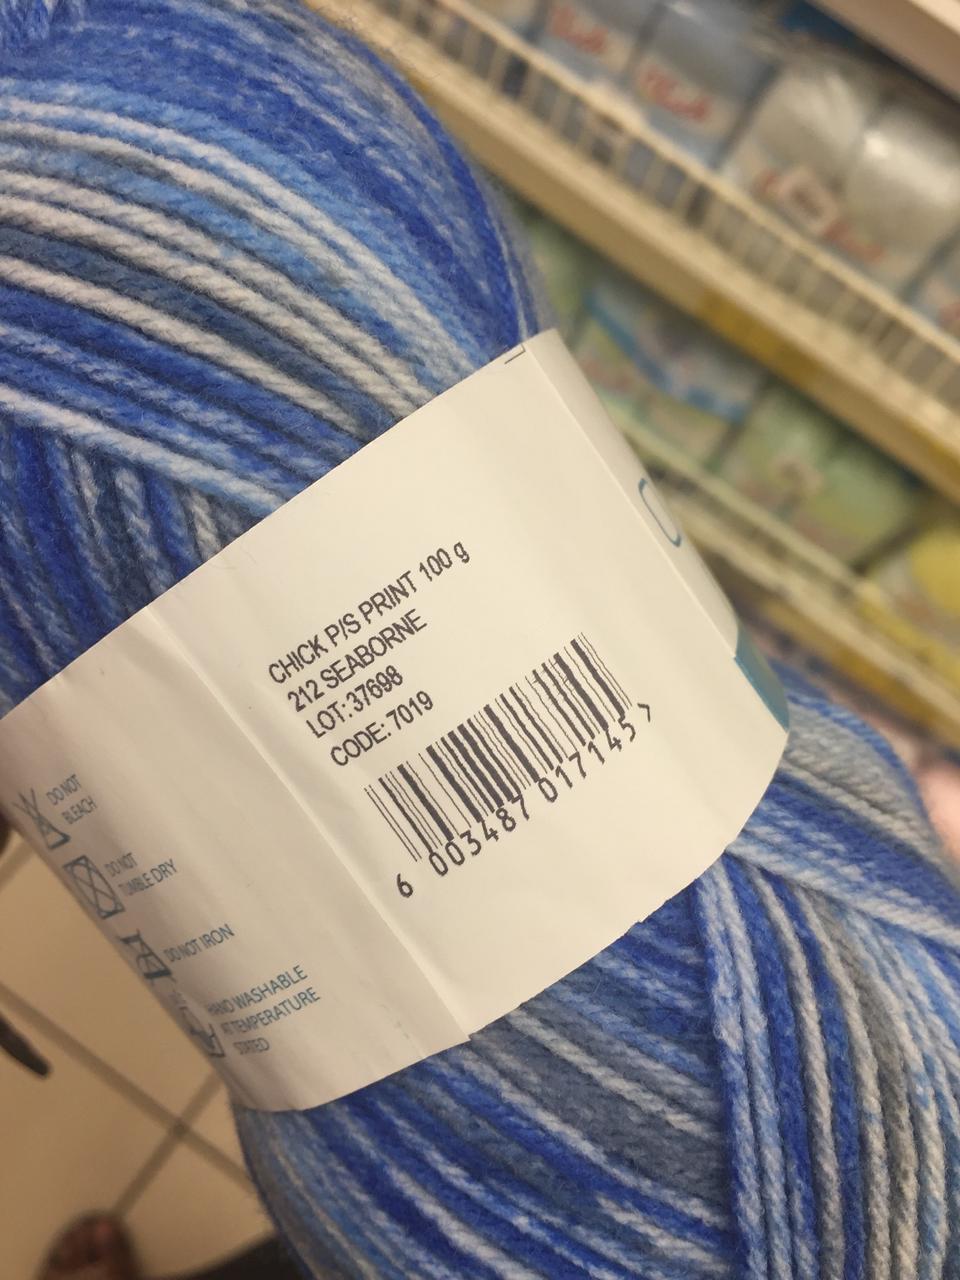 CHICK P/S PRINT 100 g
212 SEABORNE
LOT: 37698
CODE: 7019
6 003487 017145 >
DO NOT
BLEACH
DO NOT
TUMBLE DRY
DO NOT IRON
HAND WASHABLE
AT TEMPERATURE
STATED